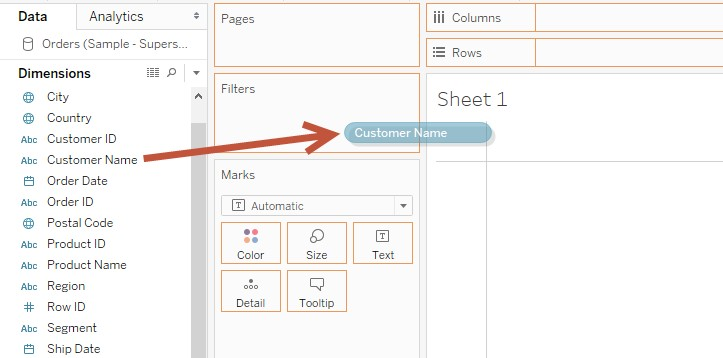 Data
Analytics
Orders (Sample - Supers...
Dimensions
City
Country
Abc Customer ID
Abc Customer Name
Order Date
Abc Order ID
Postal Code
Abc Product ID
Abc Product Name
Abc Region
# Row ID
Abc Segment
Ship Date
Pages
Filters
Customer Name
Marks
T Automatic
Color
Size
T Text
Detail
Tooltip
Columns
Rows
Sheet 1